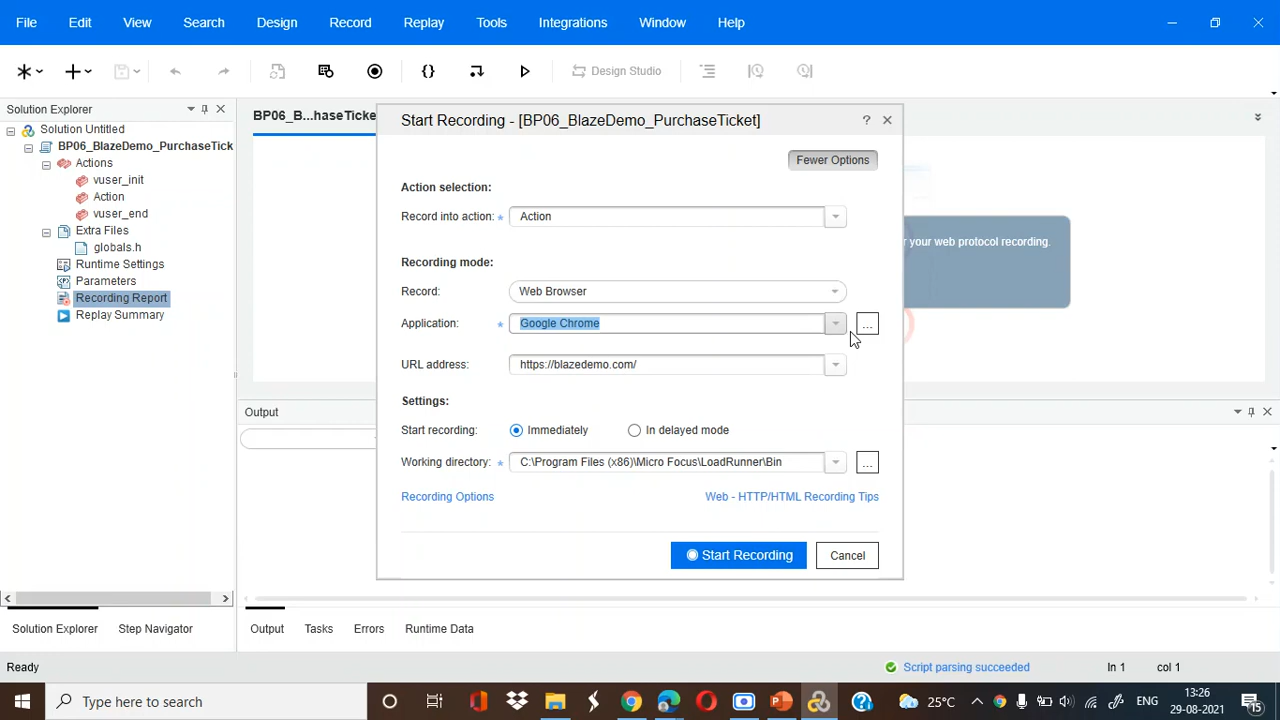 File Edit View Search Design Record Replay Tools Integrations Window Help
Design Studio
Solution Explorer
BP06_B...haseTicke
Solution Untitled
BP06_BlazeDemo_PurchaseTick
Actions
vuser_init
Action
vuser_end
Extra Files
globals.h
Runtime Settings
Parameters
Recording Report
Replay Summary
Start Recording - [BP06_BlazeDemo_PurchaseTicket]
?
Fewer Options
Action selection:
Record into action: * Action
Recording mode:
Record: Web Browser
Application: * Google Chrome ...
URL address: https://blazedemo.com/
Settings:
Start recording: Immediately In delayed mode
Working directory: * C:\Program Files (x86)\Micro Focus\LoadRunner\Bin ...
Recording Options Web - HTTP/HTML Recording Tips
Start Recording Cancel
r your web protocol recording.
Output
Solution Explorer Step Navigator
Output Tasks Errors Runtime Data
Ready Script parsing succeeded ln 1 col 1
Type here to search
25°C ENG 13:26
29-08-2021
15